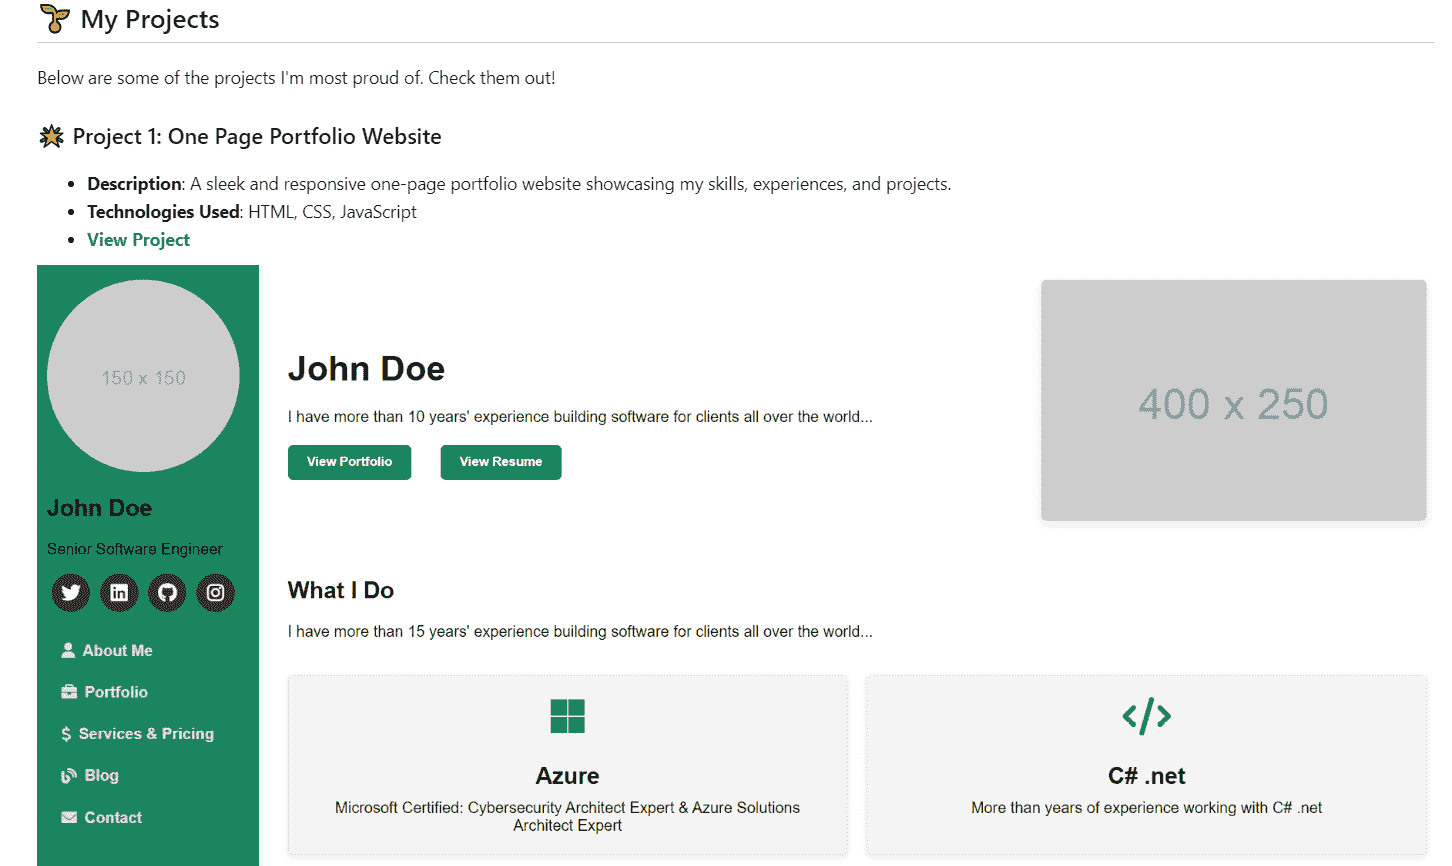 My Projects
Below are some of the projects I'm most proud of. Check them out!
Project 1: One Page Portfolio Website
Description: A sleek and responsive one-page portfolio website showcasing my skills, experiences, and projects.
Technologies Used: HTML, CSS, JavaScript
View Project
150 x 150
John Doe
Senior Software Engineer
in
About Me
Portfolio
$ Services & Pricing
Blog
Contact
John Doe
I have more than 10 years' experience building software for clients all over the world...
View Portfolio
View Resume
400 x 250
What I Do
I have more than 15 years' experience building software for clients all over the world...
Azure
Microsoft Certified: Cybersecurity Architect Expert & Azure Solutions
Architect Expert
</>
C# .net
More than years of experience working with C# .net